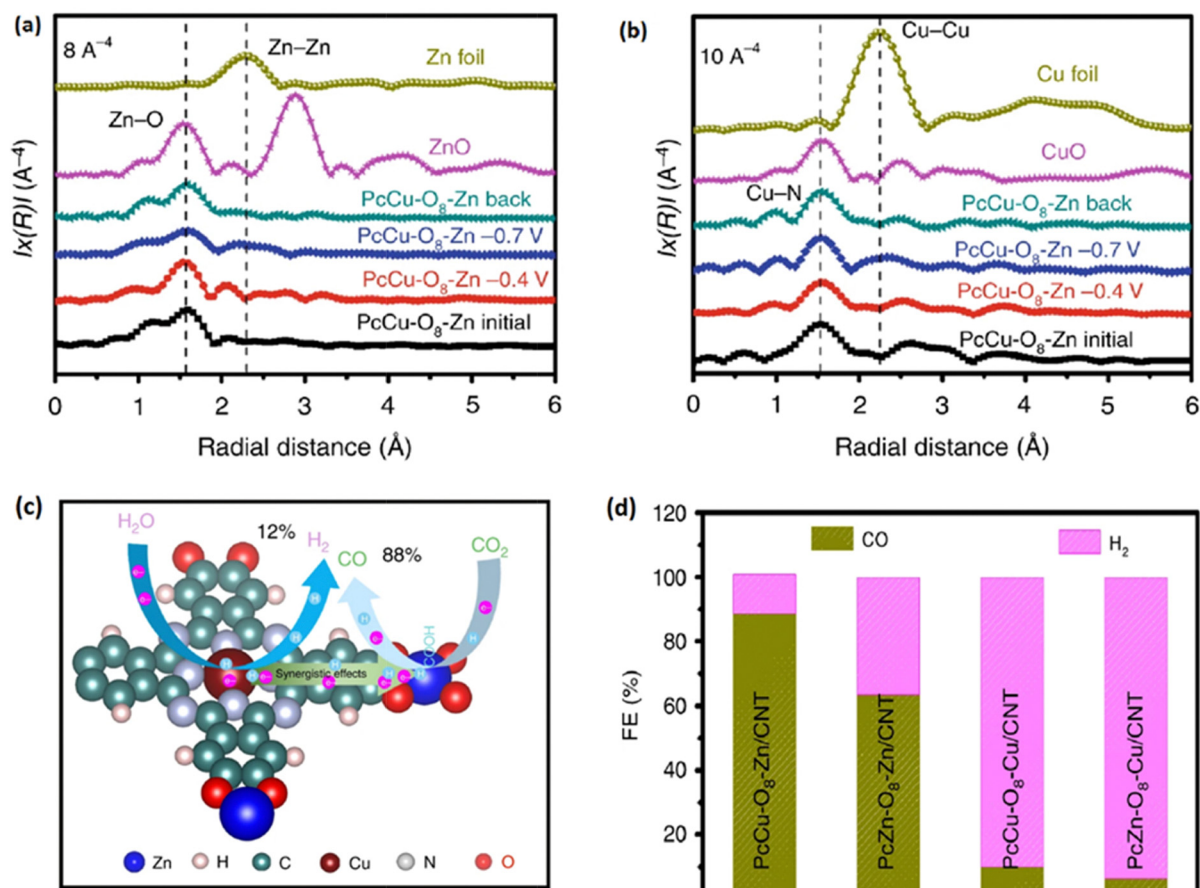 (a)
8 A⁻⁴
Zn–Zn
Zn foil
Zn–O
ZnO
PcCu-O₈-Zn back
PcCu-O₈-Zn –0.7 V
PcCu-O₈-Zn –0.4 V
PcCu-O₈-Zn initial
Ix(R)I (A⁻⁴)
0 1 2 3 4 5 6
Radial distance (Å)
(b)
10 A⁻⁴
Cu–Cu
Cu foil
CuO
Cu–N
PcCu-O₈-Zn back
PcCu-O₈-Zn –0.7 V
PcCu-O₈-Zn –0.4 V
PcCu-O₈-Zn initial
Ix(R)I (A⁻⁴)
0 1 2 3 4 5 6
Radial distance (Å)
(c)
H₂O
12%
H₂
CO
88%
CO₂
e–
e–
H
H
H
H
e–
e–
Synergistic effects
H
e–
e–
H
e–
H
e–
H
H
e–
COOH
H
Zn H C Cu N O
(d)
120
100
80
60
40
20
FE (%)
CO H₂
PcCu-O₈-Zn/CNT
PcZn-O₈-Zn/CNT
PcCu-O₈-Cu/CNT
PcZn-O₈-Cu/CNT